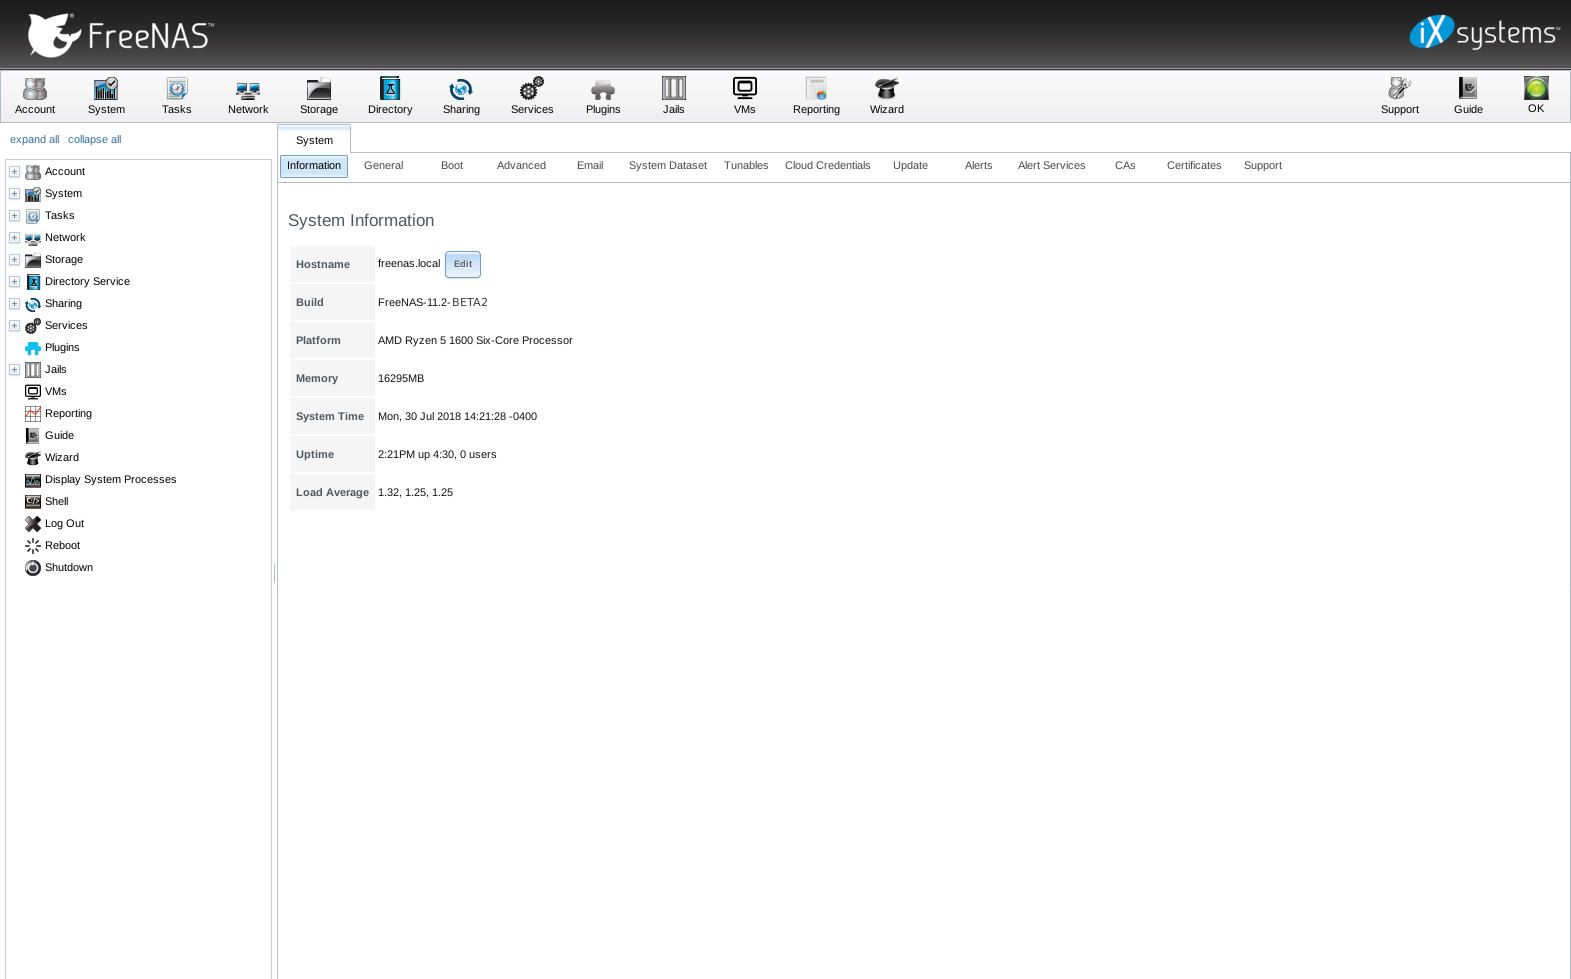 FreeNAS™
iXsystems™
Account System Tasks Network Storage Directory Sharing Services Plugins Jails VMs Reporting Wizard Support Guide OK
expand all collapse all
System
Information General Boot Advanced Email System Dataset Tunables Cloud Credentials Update Alerts Alert Services CAs Certificates Support
Account
System
Tasks
Network
Storage
Directory Service
Sharing
Services
Plugins
Jails
VMs
Reporting
Guide
Wizard
Display System Processes
Shell
Log Out
Reboot
Shutdown
System Information
Hostname freenas.local Edit
Build FreeNAS-11.2-BETA2
Platform AMD Ryzen 5 1600 Six-Core Processor
Memory 16295MB
System Time Mon, 30 Jul 2018 14:21:28 -0400
Uptime 2:21PM up 4:30, 0 users
Load Average 1.32, 1.25, 1.25